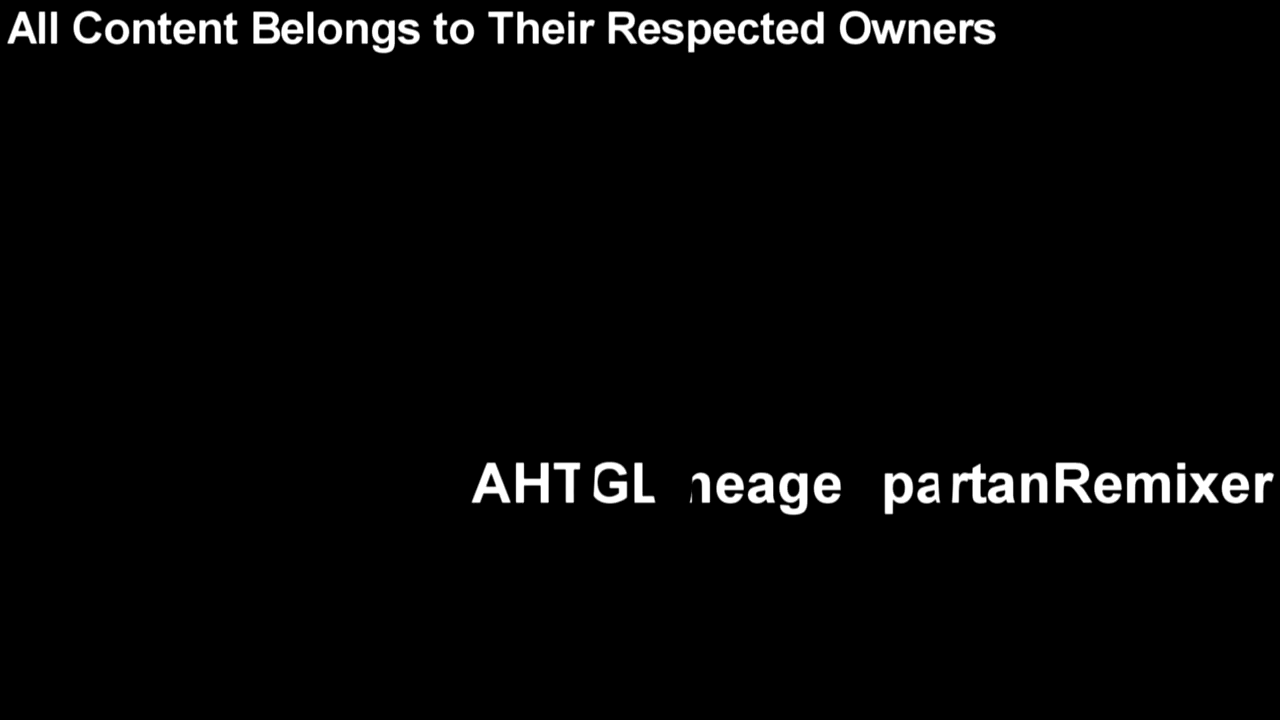 All Content Belongs to Their Respected Owners
AHTGL neage partanRemixer